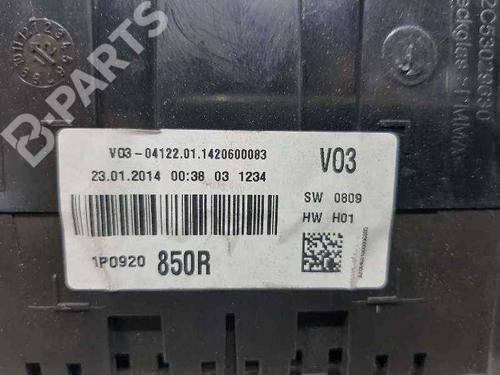 B-PARTS
V03-04122.01.1420600083
23.01.2014 00:38 03 1234
1P0920 850R
V03
SW 0809
HW H01